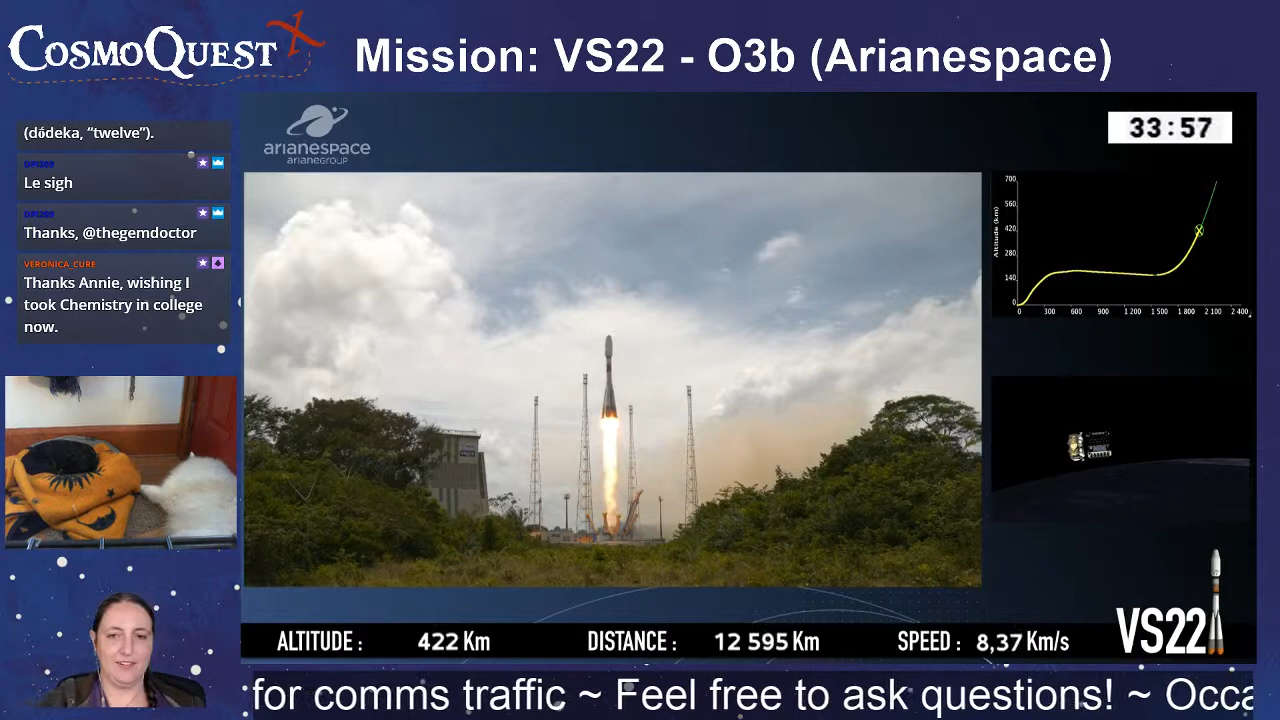 CosmoQuest X
Mission: VS22 - O3b (Arianespace)
(dódeka, “twelve”).
Le sigh
Thanks, @thegemdoctor
VERONICA_CURE
Thanks Annie, wishing I
took Chemistry in college
now.
arianespace
arianeGROUP
33:57
Altitude (km)
700
560
420
280
140
0
0 300 600 900 1 200 1 500 1 800 2 100 2 400
ALTITUDE : 422 Km DISTANCE : 12 595 Km SPEED : 8,37 Km/s
VS22
for comms traffic ~ Feel free to ask questions! ~ Occa